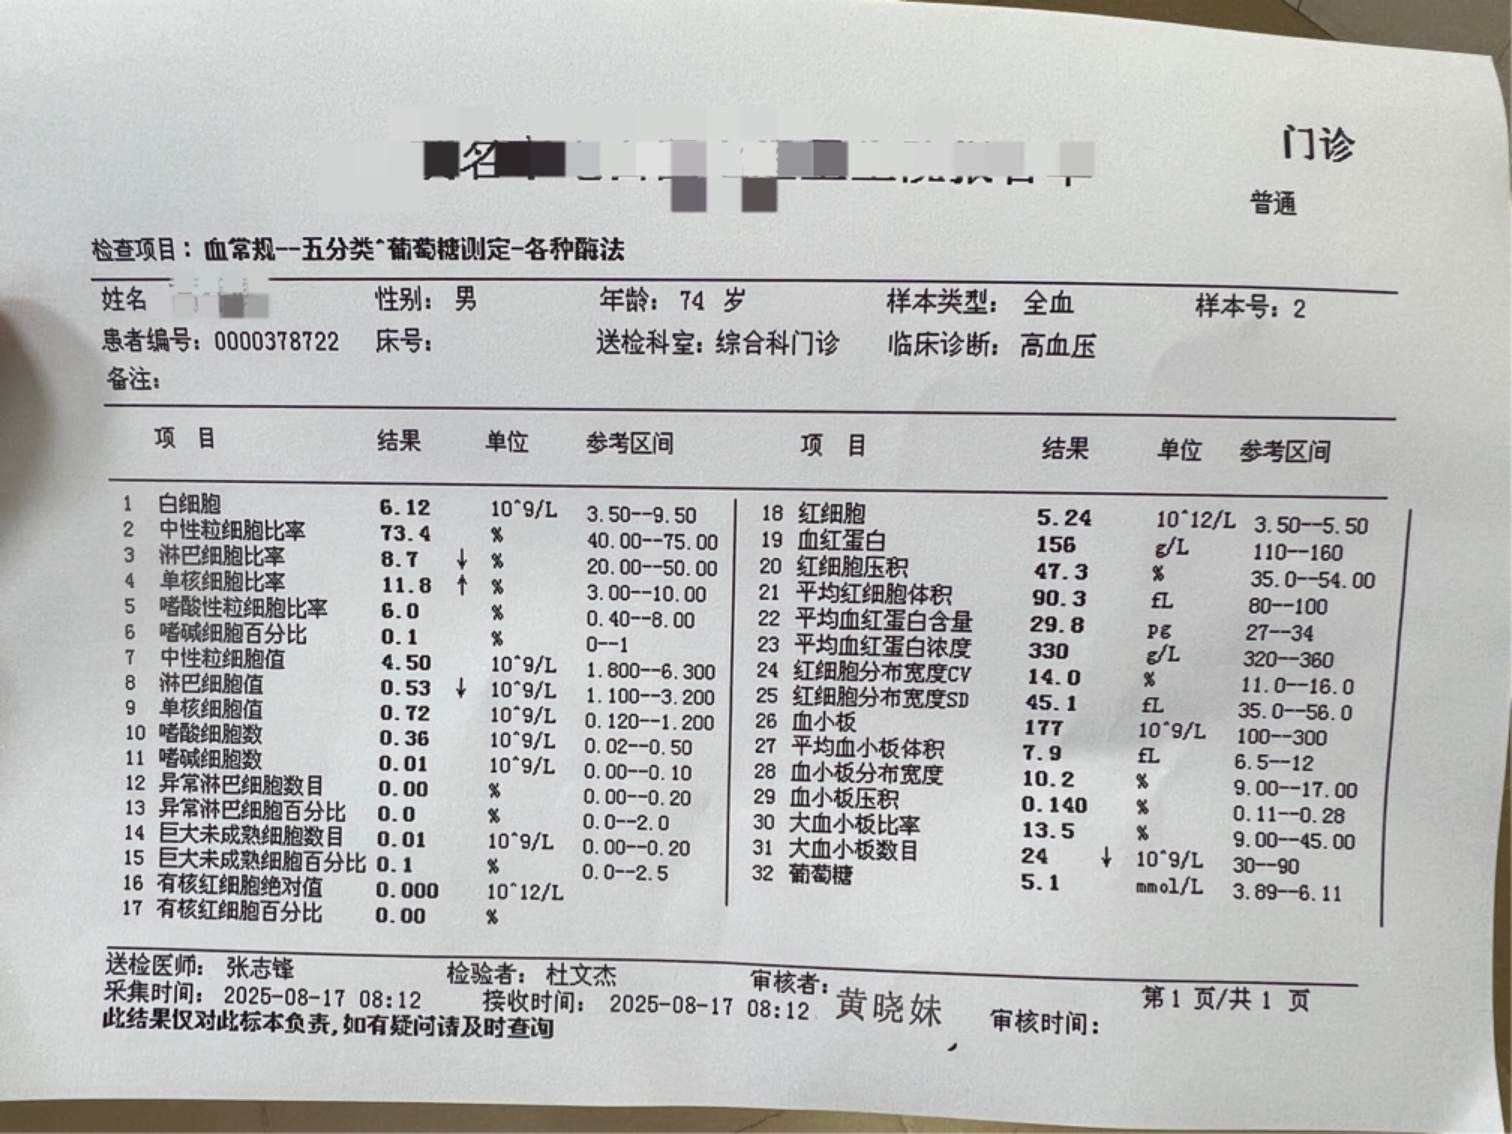 门诊
普通
检查项目：血常规--五分类^葡萄糖测定-各种酶法
姓名 性别：男 年龄：74 岁 样本类型：全血 样本号：2
患者编号：0000378722 床号： 送检科室：综合科门诊 临床诊断：高血压
备注：
项 目 结果 单位 参考区间 项 目 结果 单位 参考区间
1 白细胞 6.12 10^9/L 3.50--9.50 18 红细胞 5.24 10^12/L 3.50--5.50
2 中性粒细胞比率 73.4 % 40.00--75.00 19 血红蛋白 156 g/L 110--160
3 淋巴细胞比率 8.7 ↓ % 20.00--50.00 20 红细胞压积 47.3 % 35.0--54.00
4 单核细胞比率 11.8 ↑ % 3.00--10.00 21 平均红细胞体积 90.3 fL 80--100
5 嗜酸性粒细胞比率 6.0 % 0.40--8.00 22 平均血红蛋白含量 29.8 pg 27--34
6 嗜碱细胞百分比 0.1 % 0--1 23 平均血红蛋白浓度 330 g/L 320--360
7 中性粒细胞值 4.50 10^9/L 1.800--6.300 24 红细胞分布宽度CV 14.0 % 11.0--16.0
8 淋巴细胞值 0.53 ↓ 10^9/L 1.100--3.200 25 红细胞分布宽度SD 45.1 fL 35.0--56.0
9 单核细胞值 0.72 10^9/L 0.120--1.200 26 血小板 177 10^9/L 100--300
10 嗜酸细胞数 0.36 10^9/L 0.02--0.50 27 平均血小板体积 7.9 fL 6.5--12
11 嗜碱细胞数 0.01 10^9/L 0.00--0.10 28 血小板分布宽度 10.2 % 9.00--17.00
12 异常淋巴细胞数目 0.00 % 0.00--0.20 29 血小板压积 0.140 % 0.11--0.28
13 异常淋巴细胞百分比 0.0 % 0.0--2.0 30 大血小板比率 13.5 % 9.00--45.00
14 巨大未成熟细胞数目 0.01 10^9/L 0.00--0.20 31 大血小板数目 24 ↓ 10^9/L 30--90
15 巨大未成熟细胞百分比 0.1 % 0.0--2.5 32 葡萄糖 5.1 mmol/L 3.89--6.11
16 有核红细胞绝对值 0.000 10^12/L
17 有核红细胞百分比 0.00 %
送检医师：张志锋 检验者：杜文杰 审核者：黄晓妹 第1 页/共1 页
采集时间：2025-08-17 08:12 接收时间：2025-08-17 08:12 审核时间：
此结果仅对此标本负责,如有疑问请及时查询